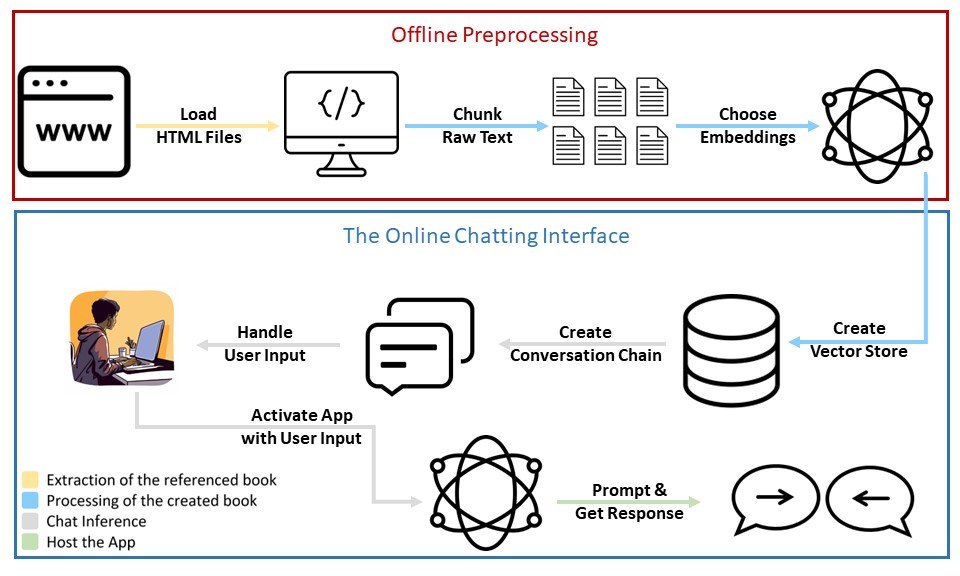 Offline Preprocessing
WWW
Load
HTML Files
</>
Chunk
Raw Text
Choose
Embeddings
The Online Chatting Interface
Handle
User Input
Create
Conversation Chain
Create
Vector Store
Activate App
with User Input
Prompt &
Get Response
Extraction of the referenced book
Processing of the created book
Chat Inference
Host the App